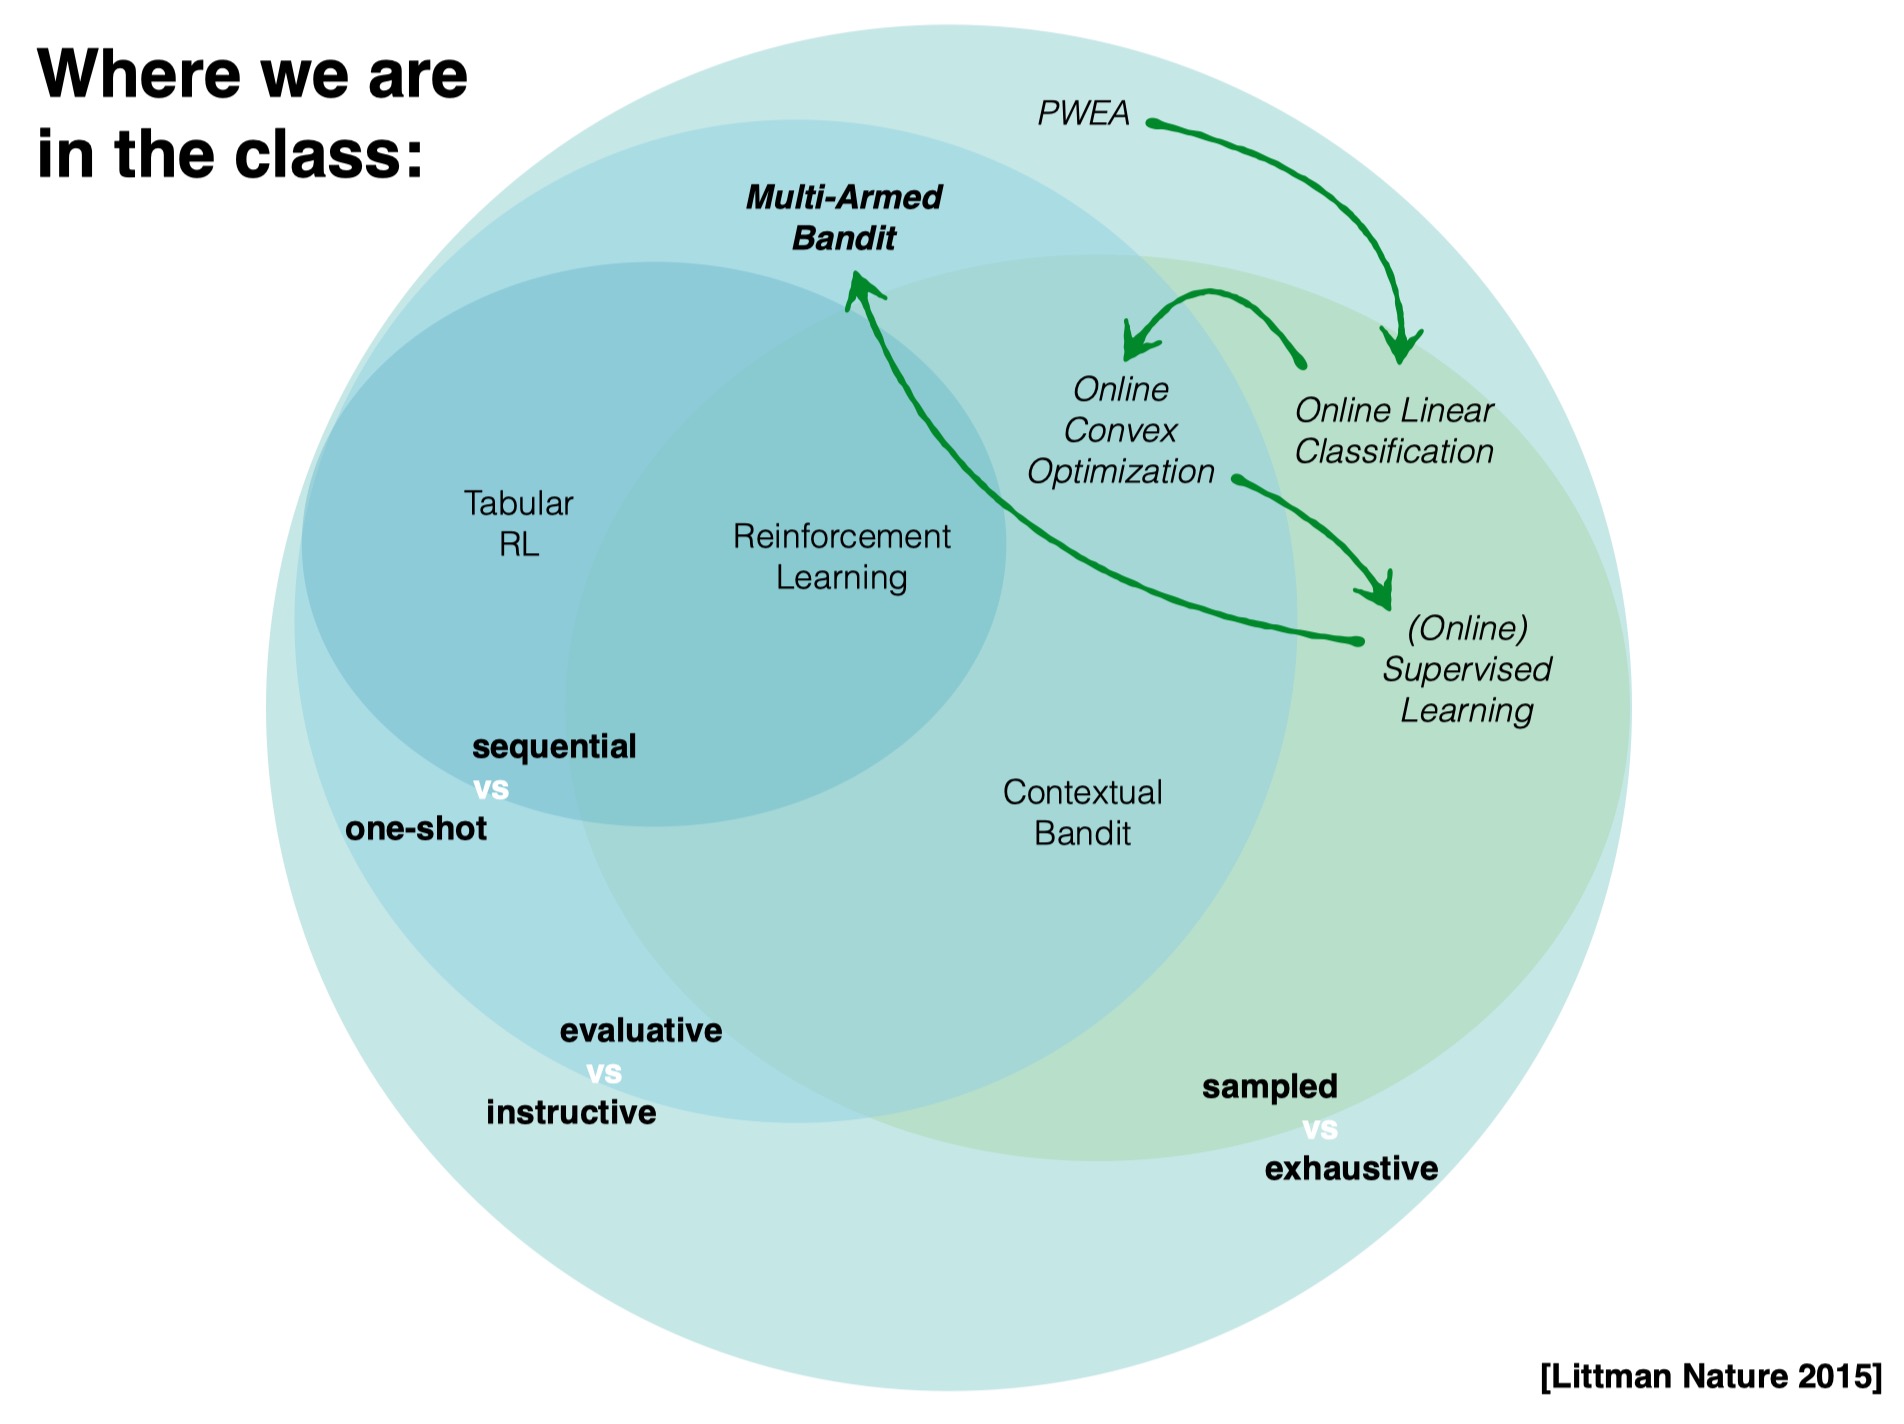 Where we are
in the class:
PWEA
Multi-Armed
Bandit
Online
Convex
Optimization
Online Linear
Classification
Tabular
RL
Reinforcement
Learning
(Online)
Supervised
Learning
sequential
vs
one-shot
Contextual
Bandit
evaluative
vs
instructive
sampled
vs
exhaustive
[Littman Nature 2015]